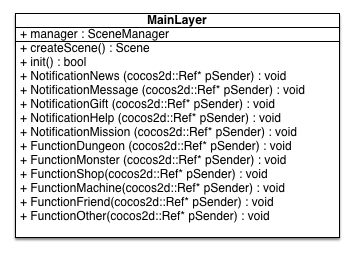 MainLayer
+ manager : SceneManager
+ createScene() : Scene
+ init() : bool
+ NotificationNews (cocos2d::Ref* pSender) : void
+ NotificationMessage (cocos2d::Ref* pSender) : void
+ NotificationGift (cocos2d::Ref* pSender) : void
+ NotificationHelp (cocos2d::Ref* pSender) : void
+ NotificationMission (cocos2d::Ref* pSender) : void
+ FunctionDungeon (cocos2d::Ref* pSender) : void
+ FunctionMonster (cocos2d::Ref* pSender) : void
+ FunctionShop(cocos2d::Ref* pSender) : void
+ FunctionMachine(cocos2d::Ref* pSender) : void
+ FunctionFriend(cocos2d::Ref* pSender) : void
+ FunctionOther(cocos2d::Ref* pSender) : void